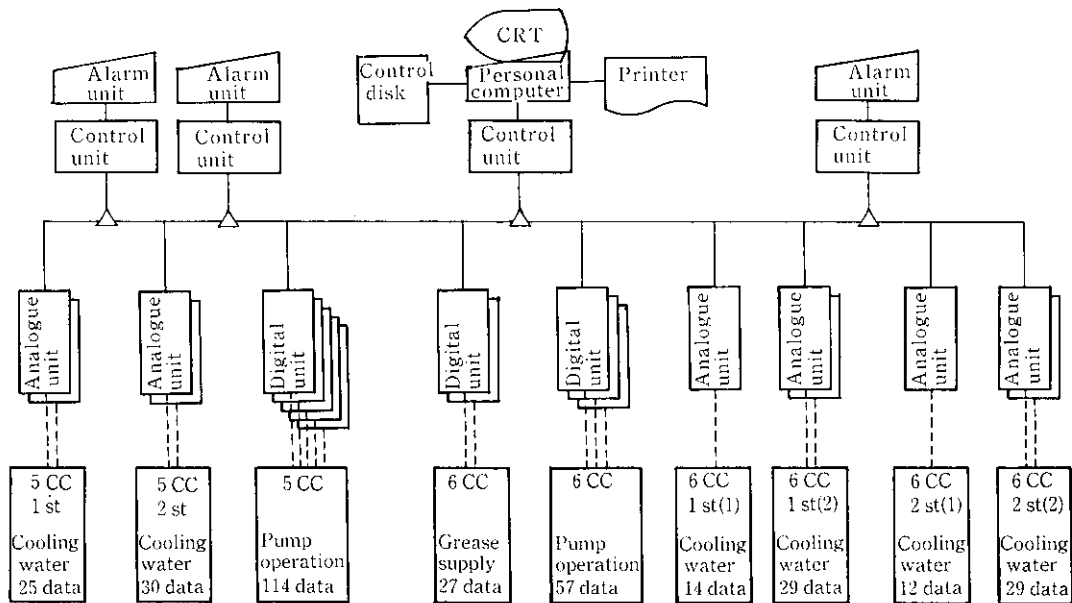 CRT
Alarm
unit
Alarm
unit
Control
disk
Personal
computer
Printer
Alarm
unit
Control
unit
Control
unit
Control
unit
Control
unit
Analogue
unit
Analogue
unit
Digital
unit
Digital
unit
Digital
unit
Analogue
unit
Analogue
unit
Analogue
unit
Analogue
unit
5 CC
1 st
Cooling
water
25 data
5 CC
2 st
Cooling
water
30 data
5 CC
Pump
operation
114 data
6 CC
Grease
supply
27 data
6 CC
Pump
operation
57 data
6 CC
1 st(1)
Cooling
water
14 data
6 CC
1 st(2)
Cooling
water
29 data
6 CC
2 st(1)
Cooling
water
12 data
6 CC
2 st(2)
Cooling
water
29 data